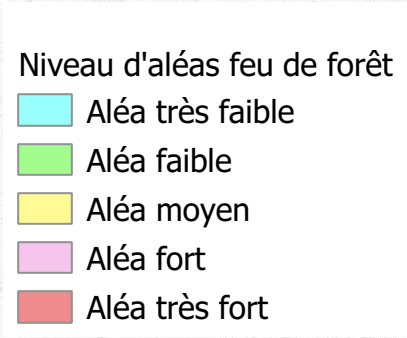 Niveau d'aléas feu de forêt
Aléa très faible
Aléa faible
Aléa moyen
Aléa fort
Aléa très fort